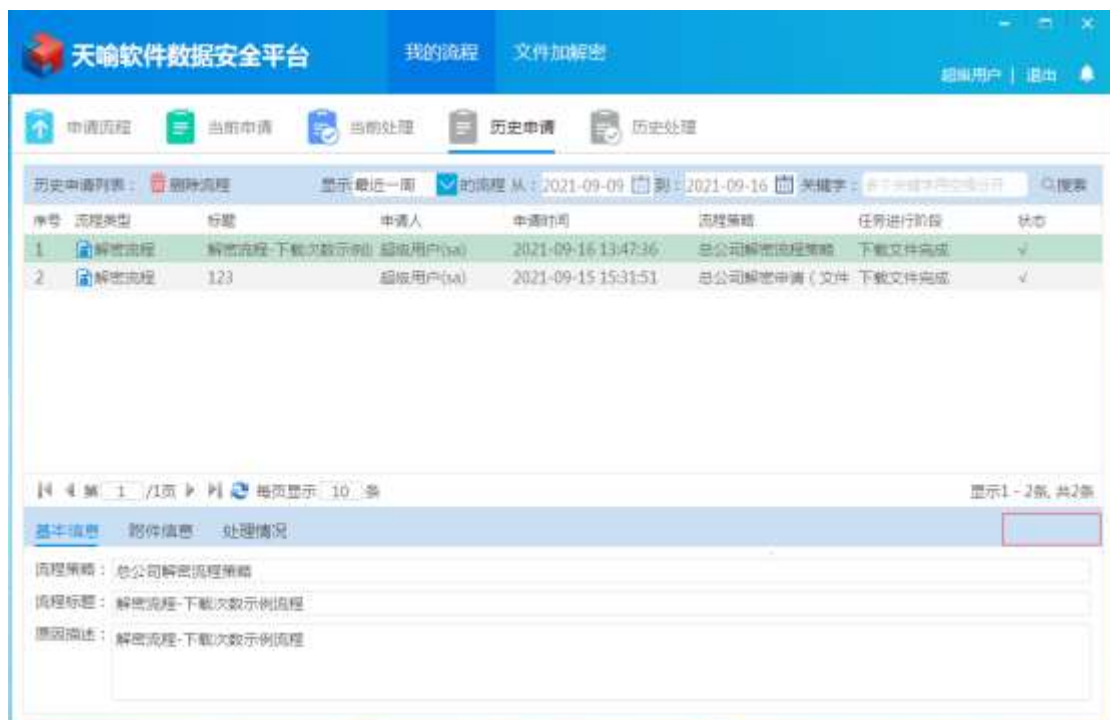 天喻软件数据安全平台 我的流程 文件加解密
超级用户 | 退出
申请流程 当前申请 当前处理 历史申请 历史处理
历史申请列表： 删除流程 显示 最近一周 的流程 从：2021-09-09 到：2021-09-16 关键字： 多个关键字用空格分开 搜索
序号 流程类型 标题 申请人 申请时间 流程策略 任务进行阶段 状态
1 解密流程 解密流程-下载次数示例 超级用户(sa) 2021-09-16 13:47:36 总公司解密流程策略 下载文件完成 √
2 解密流程 123 超级用户(sa) 2021-09-15 15:31:51 总公司解密申请（文件 下载文件完成 √
第 1 /1页 每页显示 10 条 显示1 - 2条, 共2条
基本信息 附件信息 处理情况
流程策略： 总公司解密流程策略
流程标题： 解密流程-下载次数示例流程
原因描述： 解密流程-下载次数示例流程